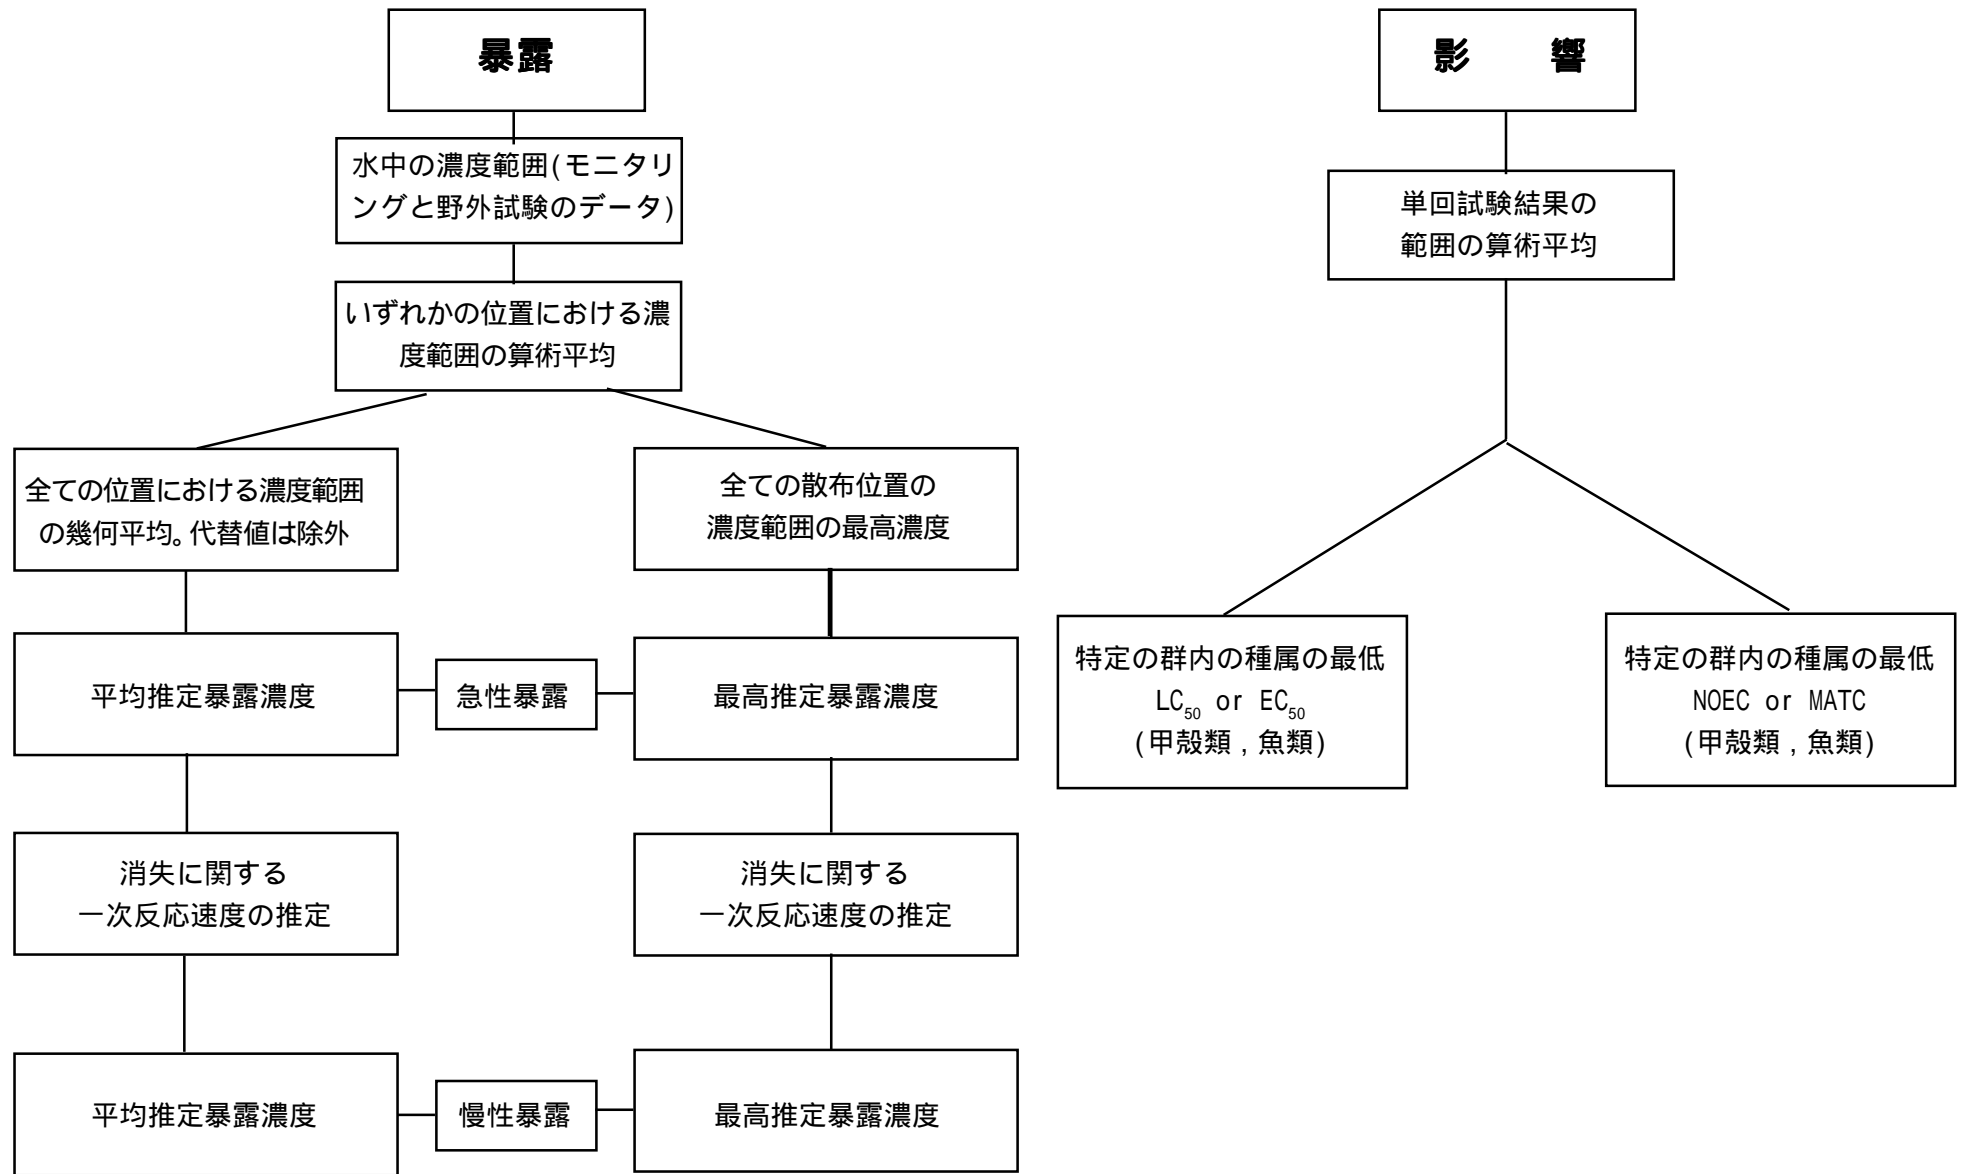 暴露
水中の濃度範囲(モニタリ
ングと野外試験のデータ)
いずれかの位置における濃
度範囲の算術平均
全ての位置における濃度範囲
の幾何平均。代替値は除外
全ての散布位置の
濃度範囲の最高濃度
平均推定暴露濃度
急性暴露
最高推定暴露濃度
消失に関する
一次反応速度の推定
消失に関する
一次反応速度の推定
平均推定暴露濃度
慢性暴露
最高推定暴露濃度
影　響
単回試験結果の
範囲の算術平均
特定の群内の種属の最低
LC50 or EC50
(甲殻類，魚類)
特定の群内の種属の最低
NOEC or MATC
(甲殻類，魚類)